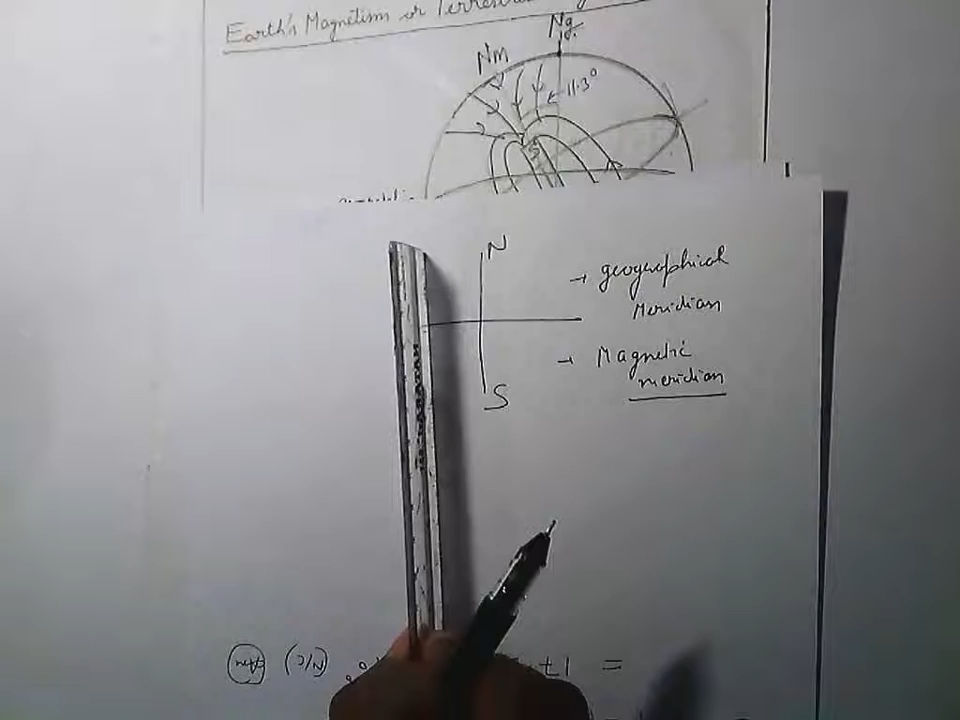 Earth's Magnetism or
Ng.
Nm
11.3°
S
N
→ geographical
Meridian
→ Magnetic
meridian
S
=